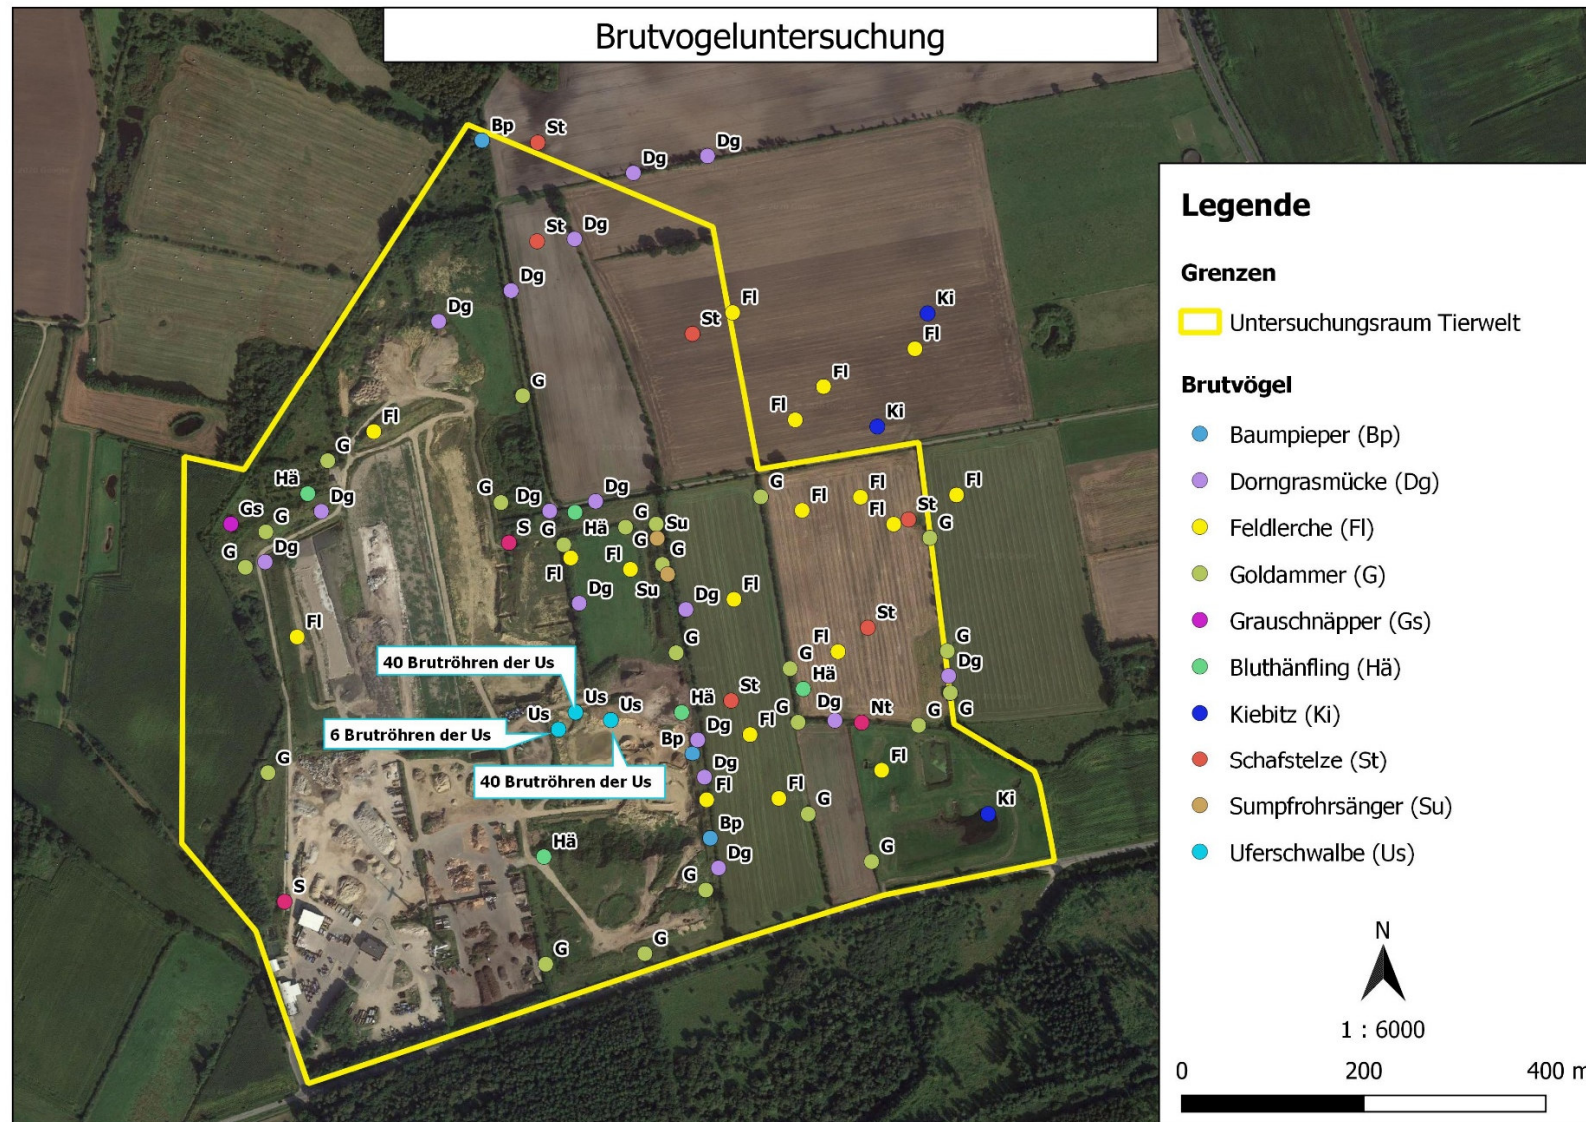 Brutvogeluntersuchung
Bp
St
Dg
Dg
St
Dg
Dg
Dg
Fl
Ki
St
Fl
Fl
G
Fl
Ki
Fl
G
Hä
Dg
Gs
G
G
Dg
G
Dg
Dg
Hä
S
G
Fl
G
G
Su
G
Fl
Su
Dg
Dg
G
Fl
G
Fl
Fl
Fl
St
Fl
G
St
Fl
G
Hä
G
Dg
G
Fl
40 Brutröhren der Us
Us
Us
Us
6 Brutröhren der Us
40 Brutröhren der Us
Hä
St
Dg
Bp
Fl
G
Dg
Nt
G
Dg
Fl
Fl
G
Fl
Ki
G
Hä
Bp
Dg
G
G
S
G
G
Legende
Grenzen
Untersuchungsraum Tierwelt
Brutvögel
Baumpieper (Bp)
Dorngrasmücke (Dg)
Feldlerche (Fl)
Goldammer (G)
Grauschnäpper (Gs)
Bluthänfling (Hä)
Kiebitz (Ki)
Schafstelze (St)
Sumpfrohrsänger (Su)
Uferschwalbe (Us)
N
1 : 6000
0 200 400 m